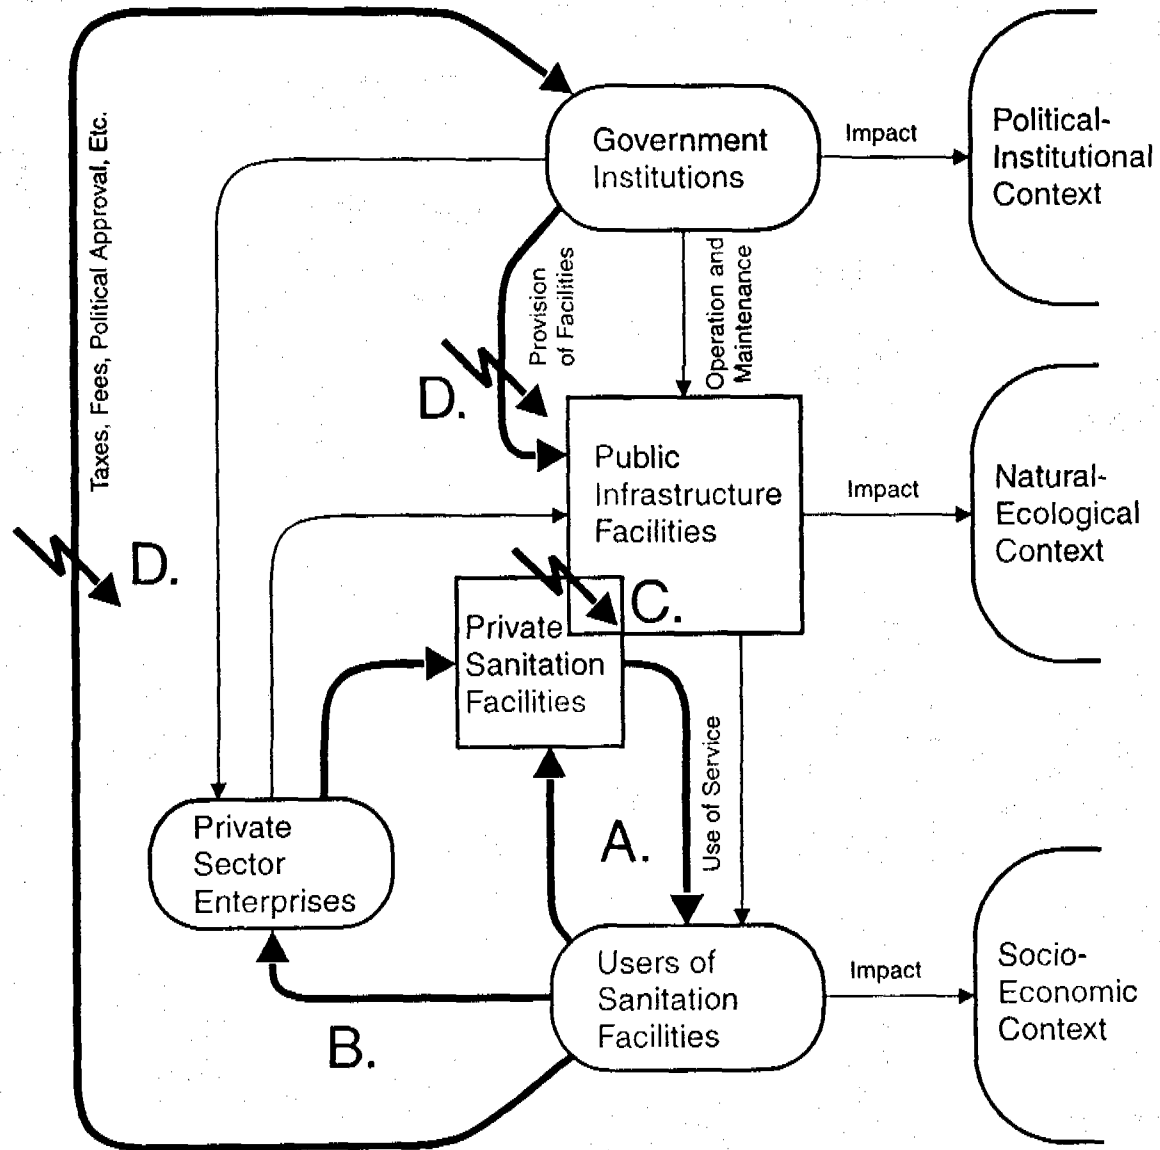 Government
Institutions
Impact
Political-
Institutional
Context
Taxes, Fees, Political Approval, Etc.
Provision
of Facilities
Operation and
Maintenance
D.
Public
Infrastructure
Facilities
Impact
Natural-
Ecological
Context
D.
C.
Private
Sanitation
Facilities
Use of Service
A.
Private
Sector
Enterprises
B.
Users of
Sanitation
Facilities
Impact
Socio-
Economic
Context